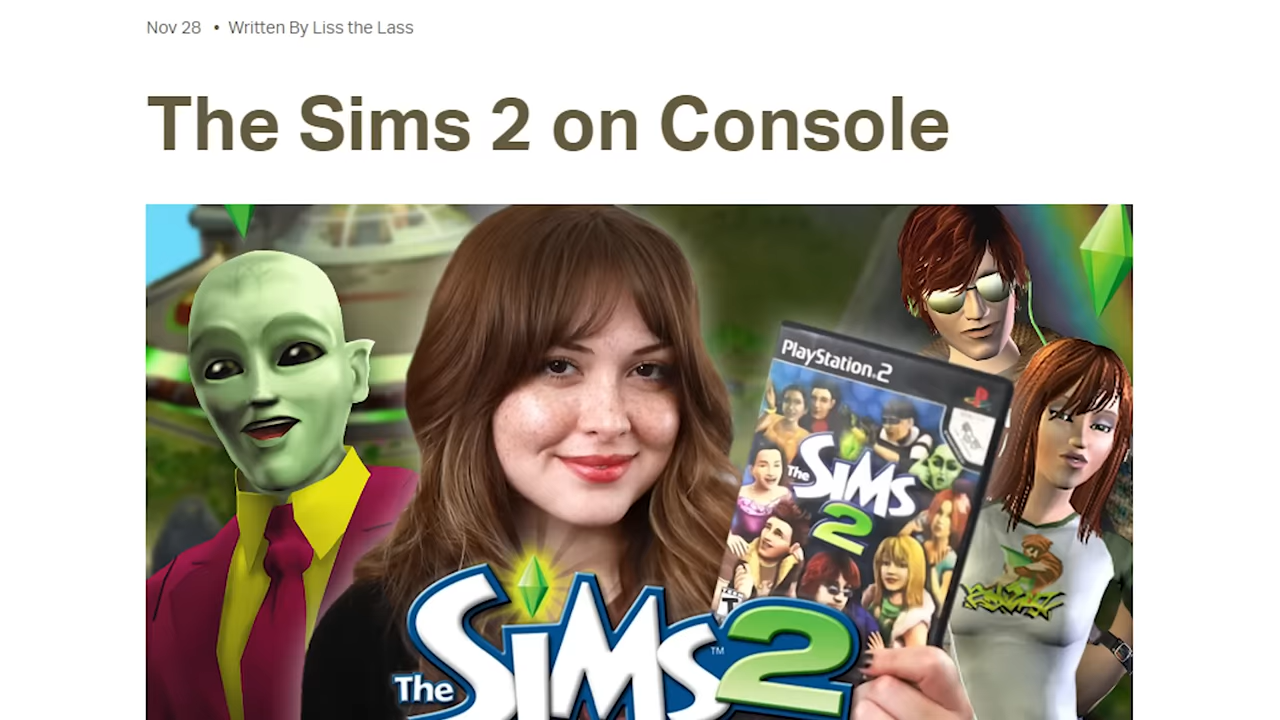 Nov 28 • Written By Liss the Lass
The Sims 2 on Console
PlayStation.2
The
SiMS
2
The SiMS 2 ™